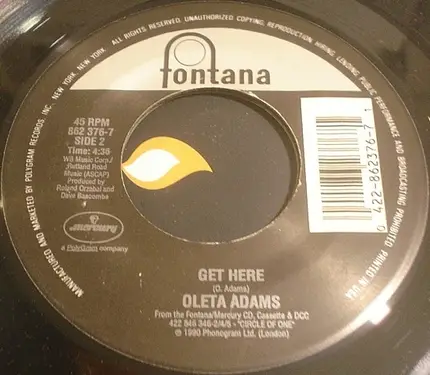 UNAUTHORIZED COPYING, REPRODUCTION, HIRING, LENDING, PUBLIC PERFORMANCE AND BROADCASTING PROHIBITED. PRINTED IN U.S.A.
MANUFACTURED AND MARKETED BY POLYGRAM RECORDS, INC., NEW YORK, NEW YORK. ALL RIGHTS RESERVED.
fontana
45 RPM
862 376-7
SIDE 2
Time: 4:36
WB Music Corp./
Rutland Road
Music (ASCAP)
Produced by
Roland Orzabal and
Dave Bascombe
mercury
a PolyGram company
0 422-862376-7 1
GET HERE
(O. Adams)
OLETA ADAMS
From the Fontana/Mercury CD, Cassette & DCC
422 846 346-2/4/5 - "CIRCLE OF ONE"
℗ 1990 Phonogram Ltd. (London)